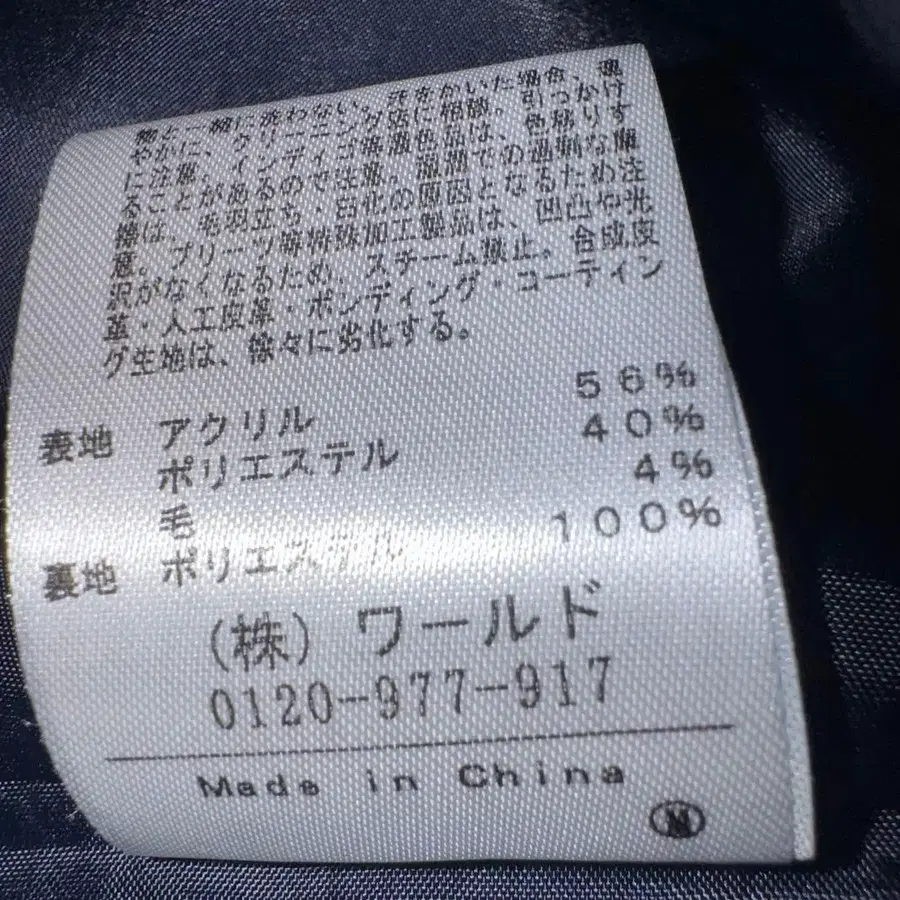 物と一緒に洗わない。汗をかいた場合、速
やかに、クリーニング店に相談。引っかけ
に注意。インディゴ等濃色品は、色移りす
ることがあるので注意。湿潤での過剰な摩
擦は、毛羽立ち・白化の原因となるため注
意。プリーツ等特殊加工製品は、凹凸や光
沢がなくなるため、スチーム禁止。合成皮
革・人工皮革・ボンディング・コーティン
グ生地は、徐々に劣化する。
表地 アクリル 56%
ポリエステル 40%
毛 4%
裏地 ポリエステル 100%
(株) ワールド
0120-977-917
Made in China
N